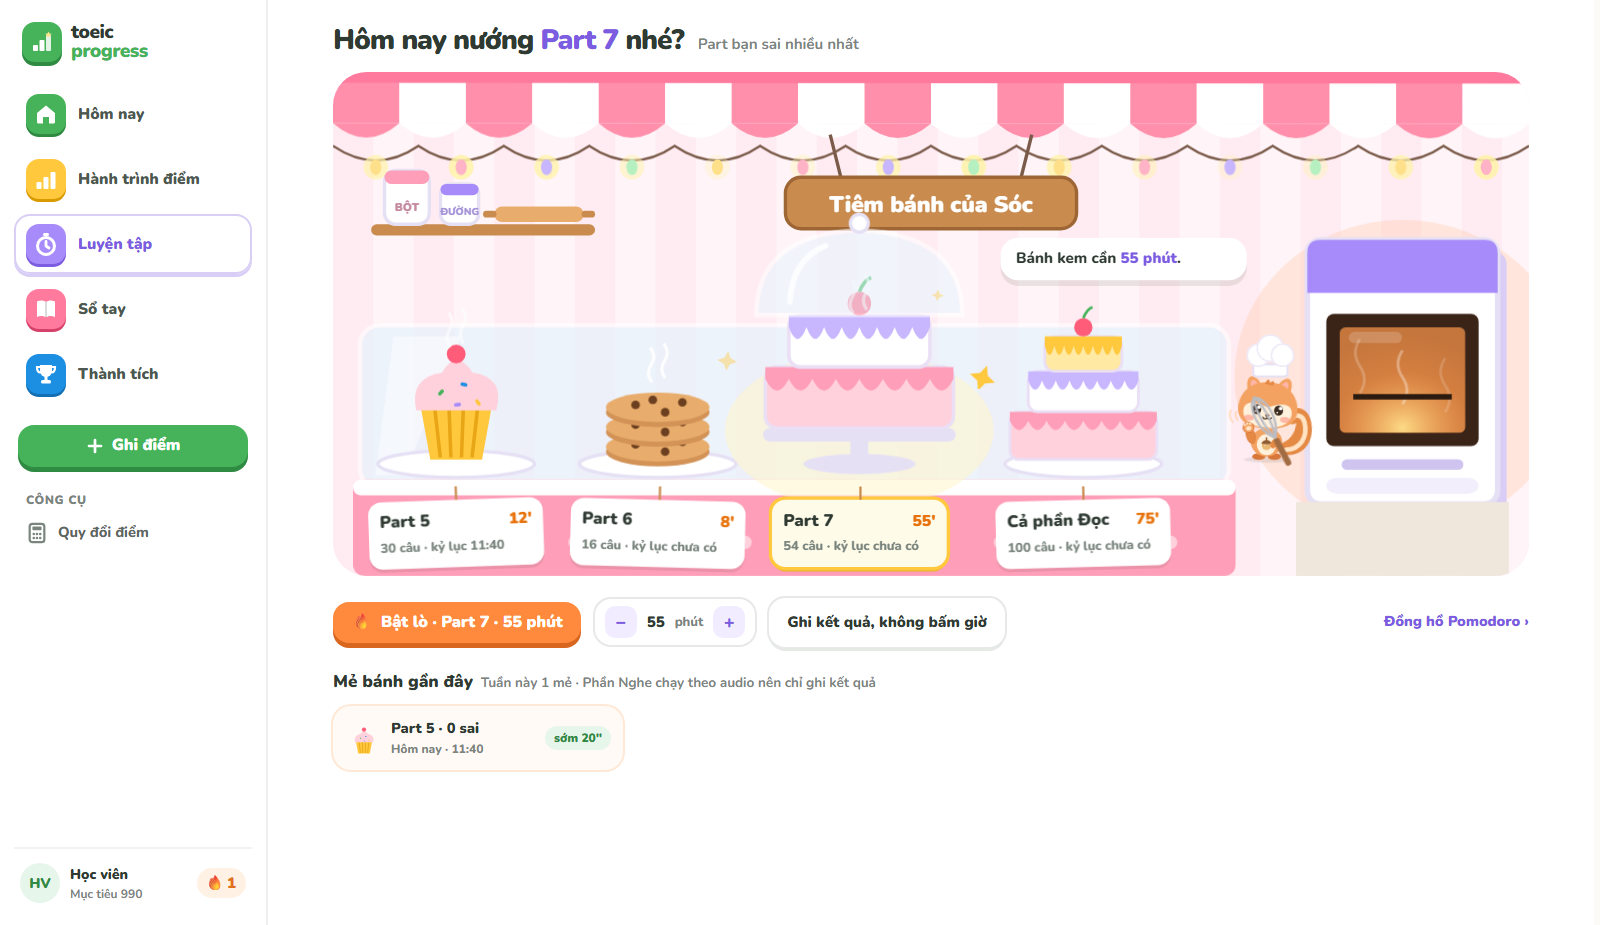 toeic
progress
Hôm nay
Hành trình điểm
Luyện tập
Sổ tay
Thành tích
+ Ghi điểm
CÔNG CỤ
Quy đổi điểm
HV
Học viên
Mục tiêu 990
1
Hôm nay nướng Part 7 nhé? Part bạn sai nhiều nhất
BỘT
ĐƯỜNG
Tiệm bánh của Sóc
Bánh kem cần 55 phút.
Part 5 12'
30 câu · kỷ lục 11:40
Part 6 8'
16 câu · kỷ lục chưa có
Part 7 55'
54 câu · kỷ lục chưa có
Cả phần Đọc 75'
100 câu · kỷ lục chưa có
Bật lò · Part 7 · 55 phút
− 55 phút +
Ghi kết quả, không bấm giờ
Đồng hồ Pomodoro ›
Mẻ bánh gần đây Tuần này 1 mẻ · Phần Nghe chạy theo audio nên chỉ ghi kết quả
Part 5 · 0 sai
Hôm nay · 11:40
sớm 20"